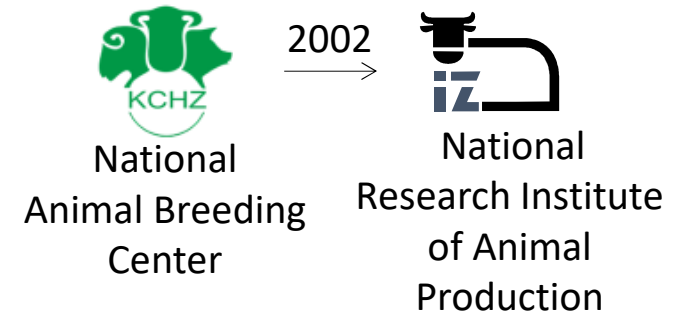 KCHZ
National
Animal Breeding
Center
2002
iz
National
Research Institute
of Animal
Production